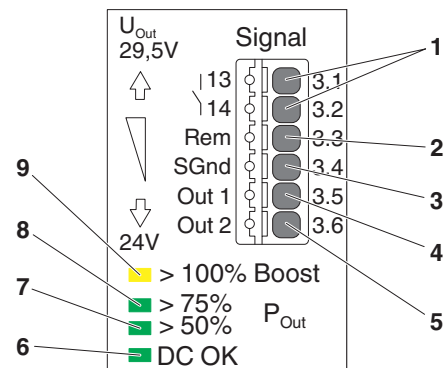 U_Out Signal
29,5V
13 3.1 1
14 3.2
Rem 3.3 2
SGnd 3.4 3
Out 1 3.5 4
Out 2 3.6 5
24V
9 > 100% Boost
8 > 75%
7 > 50% P_Out
6 DC OK